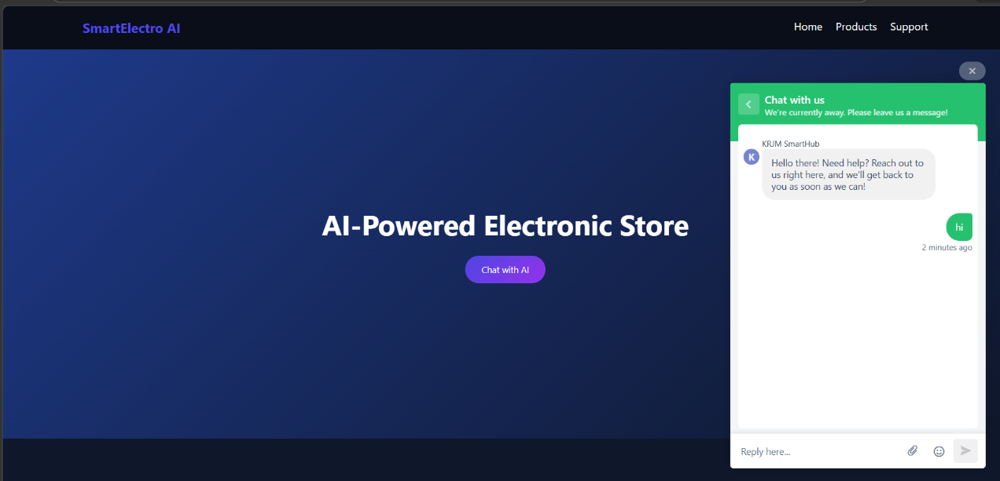 SmartElectro AI
Home Products Support
AI-Powered Electronic Store
Chat with AI
Chat with us
We're currently away. Please leave us a message!
KRJM SmartHub
K
Hello there! Need help? Reach out to
us right here, and we'll get back to
you as soon as we can!
hi
2 minutes ago
Reply here...